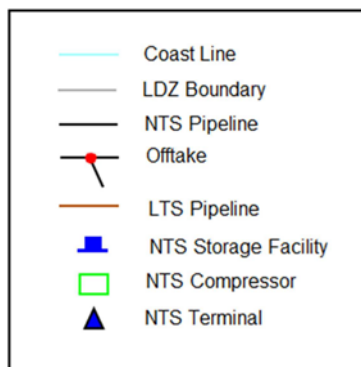 Coast Line
LDZ Boundary
NTS Pipeline
Offtake
LTS Pipeline
NTS Storage Facility
NTS Compressor
NTS Terminal